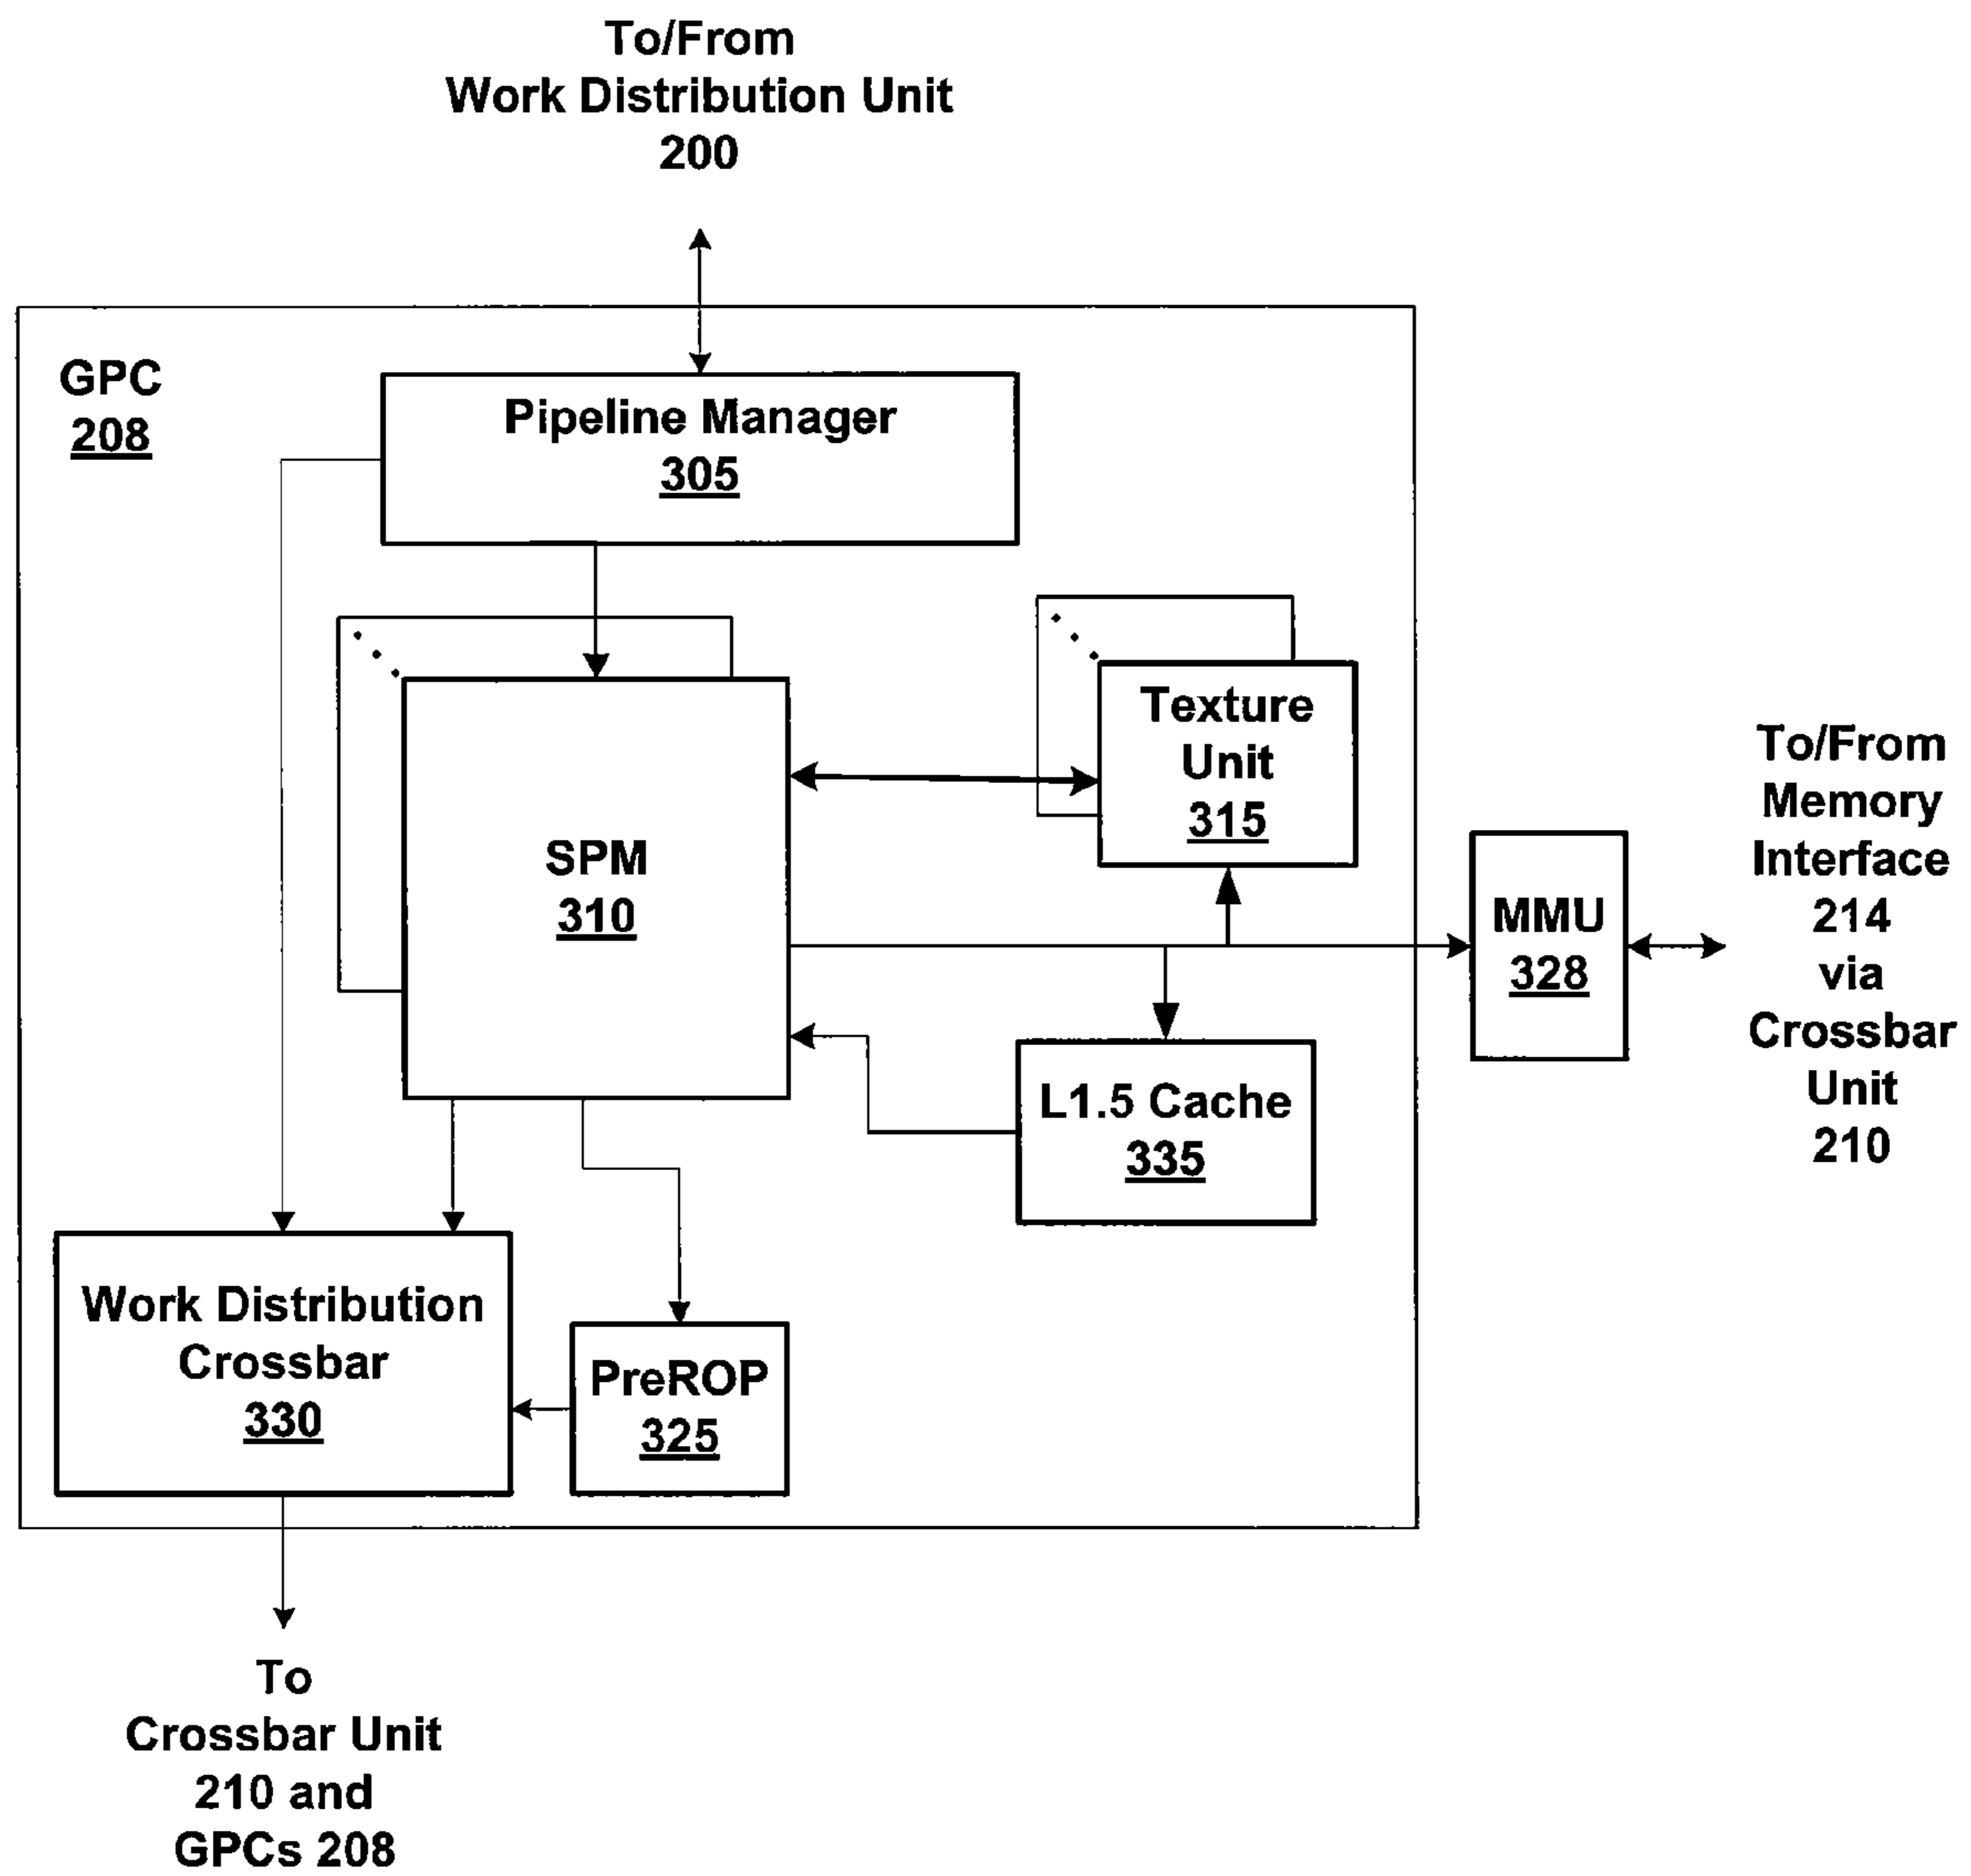 To/From
Work Distribution Unit
200
GPC
208
Pipeline Manager
305
Texture
Unit
315
SPM
310
To/From
Memory
Interface
214
via
Crossbar
Unit
210
MMU
328
L1.5 Cache
335
Work Distribution
Crossbar
330
PreROP
325
To
Crossbar Unit
210 and
GPCs 208